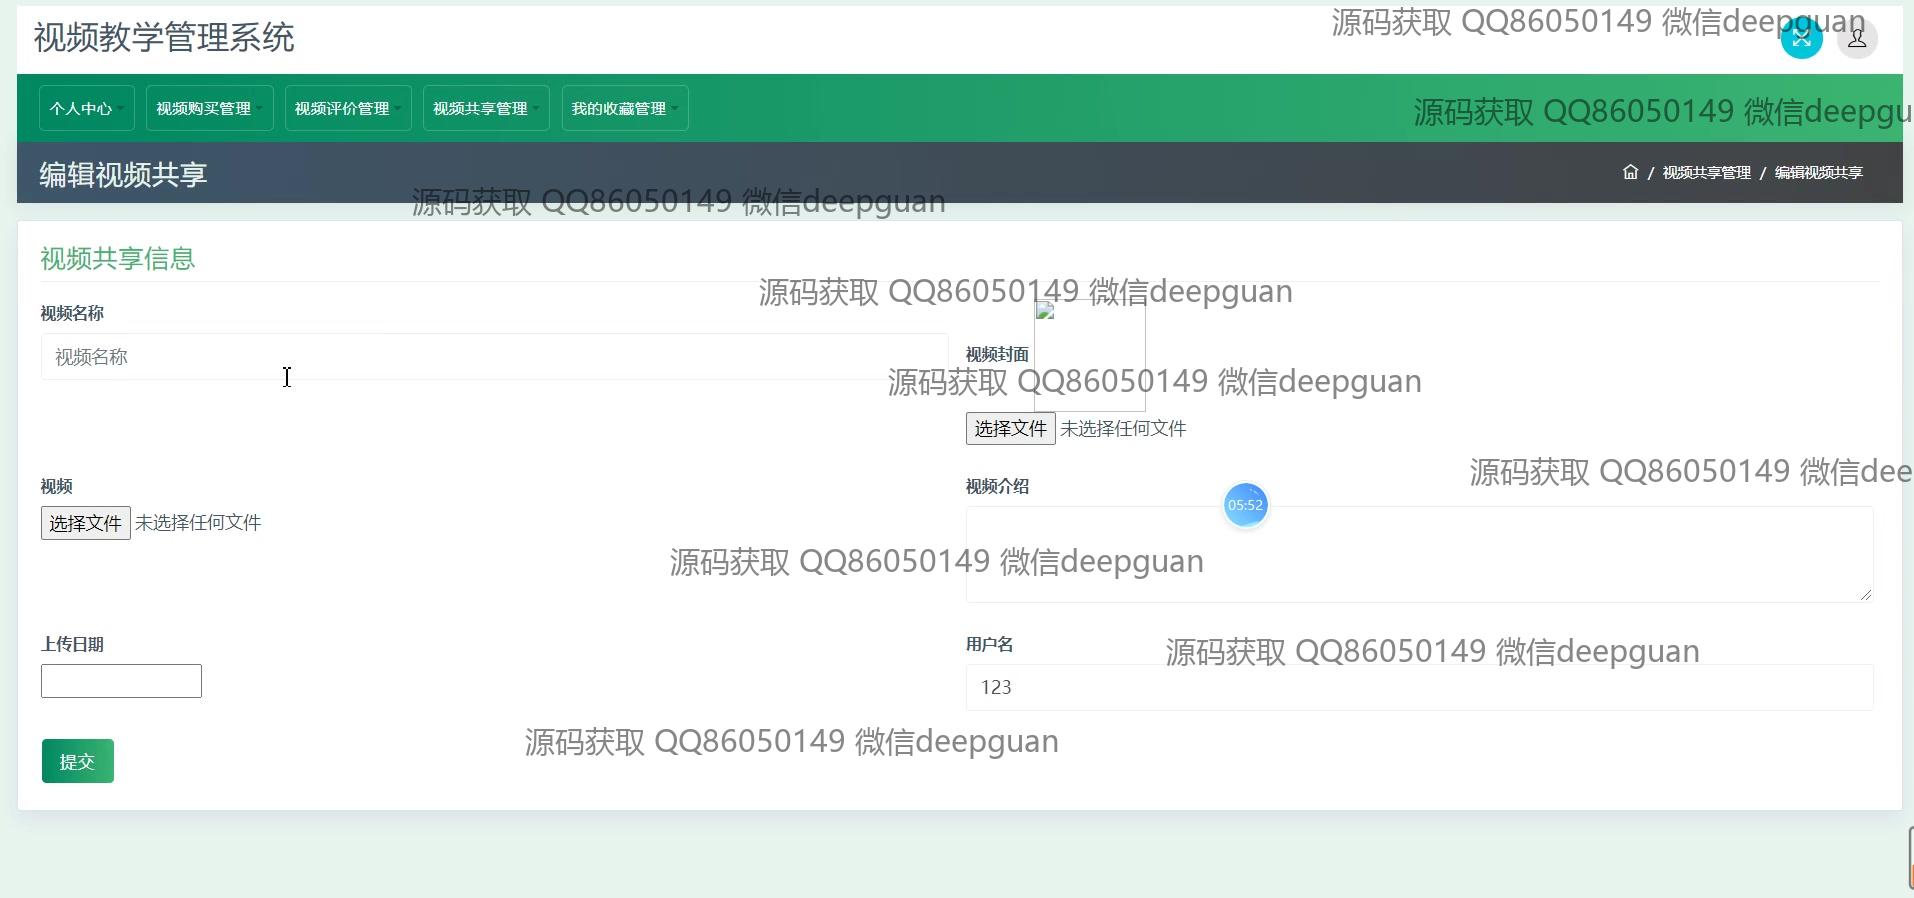 视频教学管理系统
源码获取 QQ86050149 微信deepguan
个人中心 视频购买管理 视频评价管理 视频共享管理 我的收藏管理
源码获取 QQ86050149 微信deepgu
编辑视频共享
/ 视频共享管理 / 编辑视频共享
源码获取 QQ86050149 微信deepguan
视频共享信息
源码获取 QQ86050149 微信deepguan
视频名称
视频名称
视频封面
源码获取 QQ86050149 微信deepguan
选择文件 未选择任何文件
源码获取 QQ86050149 微信dee
视频
视频介绍
选择文件 未选择任何文件
05:52
源码获取 QQ86050149 微信deepguan
上传日期
用户名
源码获取 QQ86050149 微信deepguan
123
源码获取 QQ86050149 微信deepguan
提交